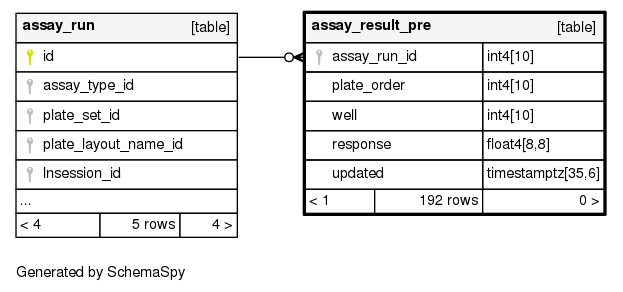 assay_run [table]
id
assay_type_id
plate_set_id
plate_layout_name_id
lnsession_id
...
< 4 5 rows 4 >
assay_result_pre [table]
assay_run_id int4[10]
plate_order int4[10]
well int4[10]
response float4[8,8]
updated timestamptz[35,6]
< 1 192 rows 0 >
Generated by SchemaSpy